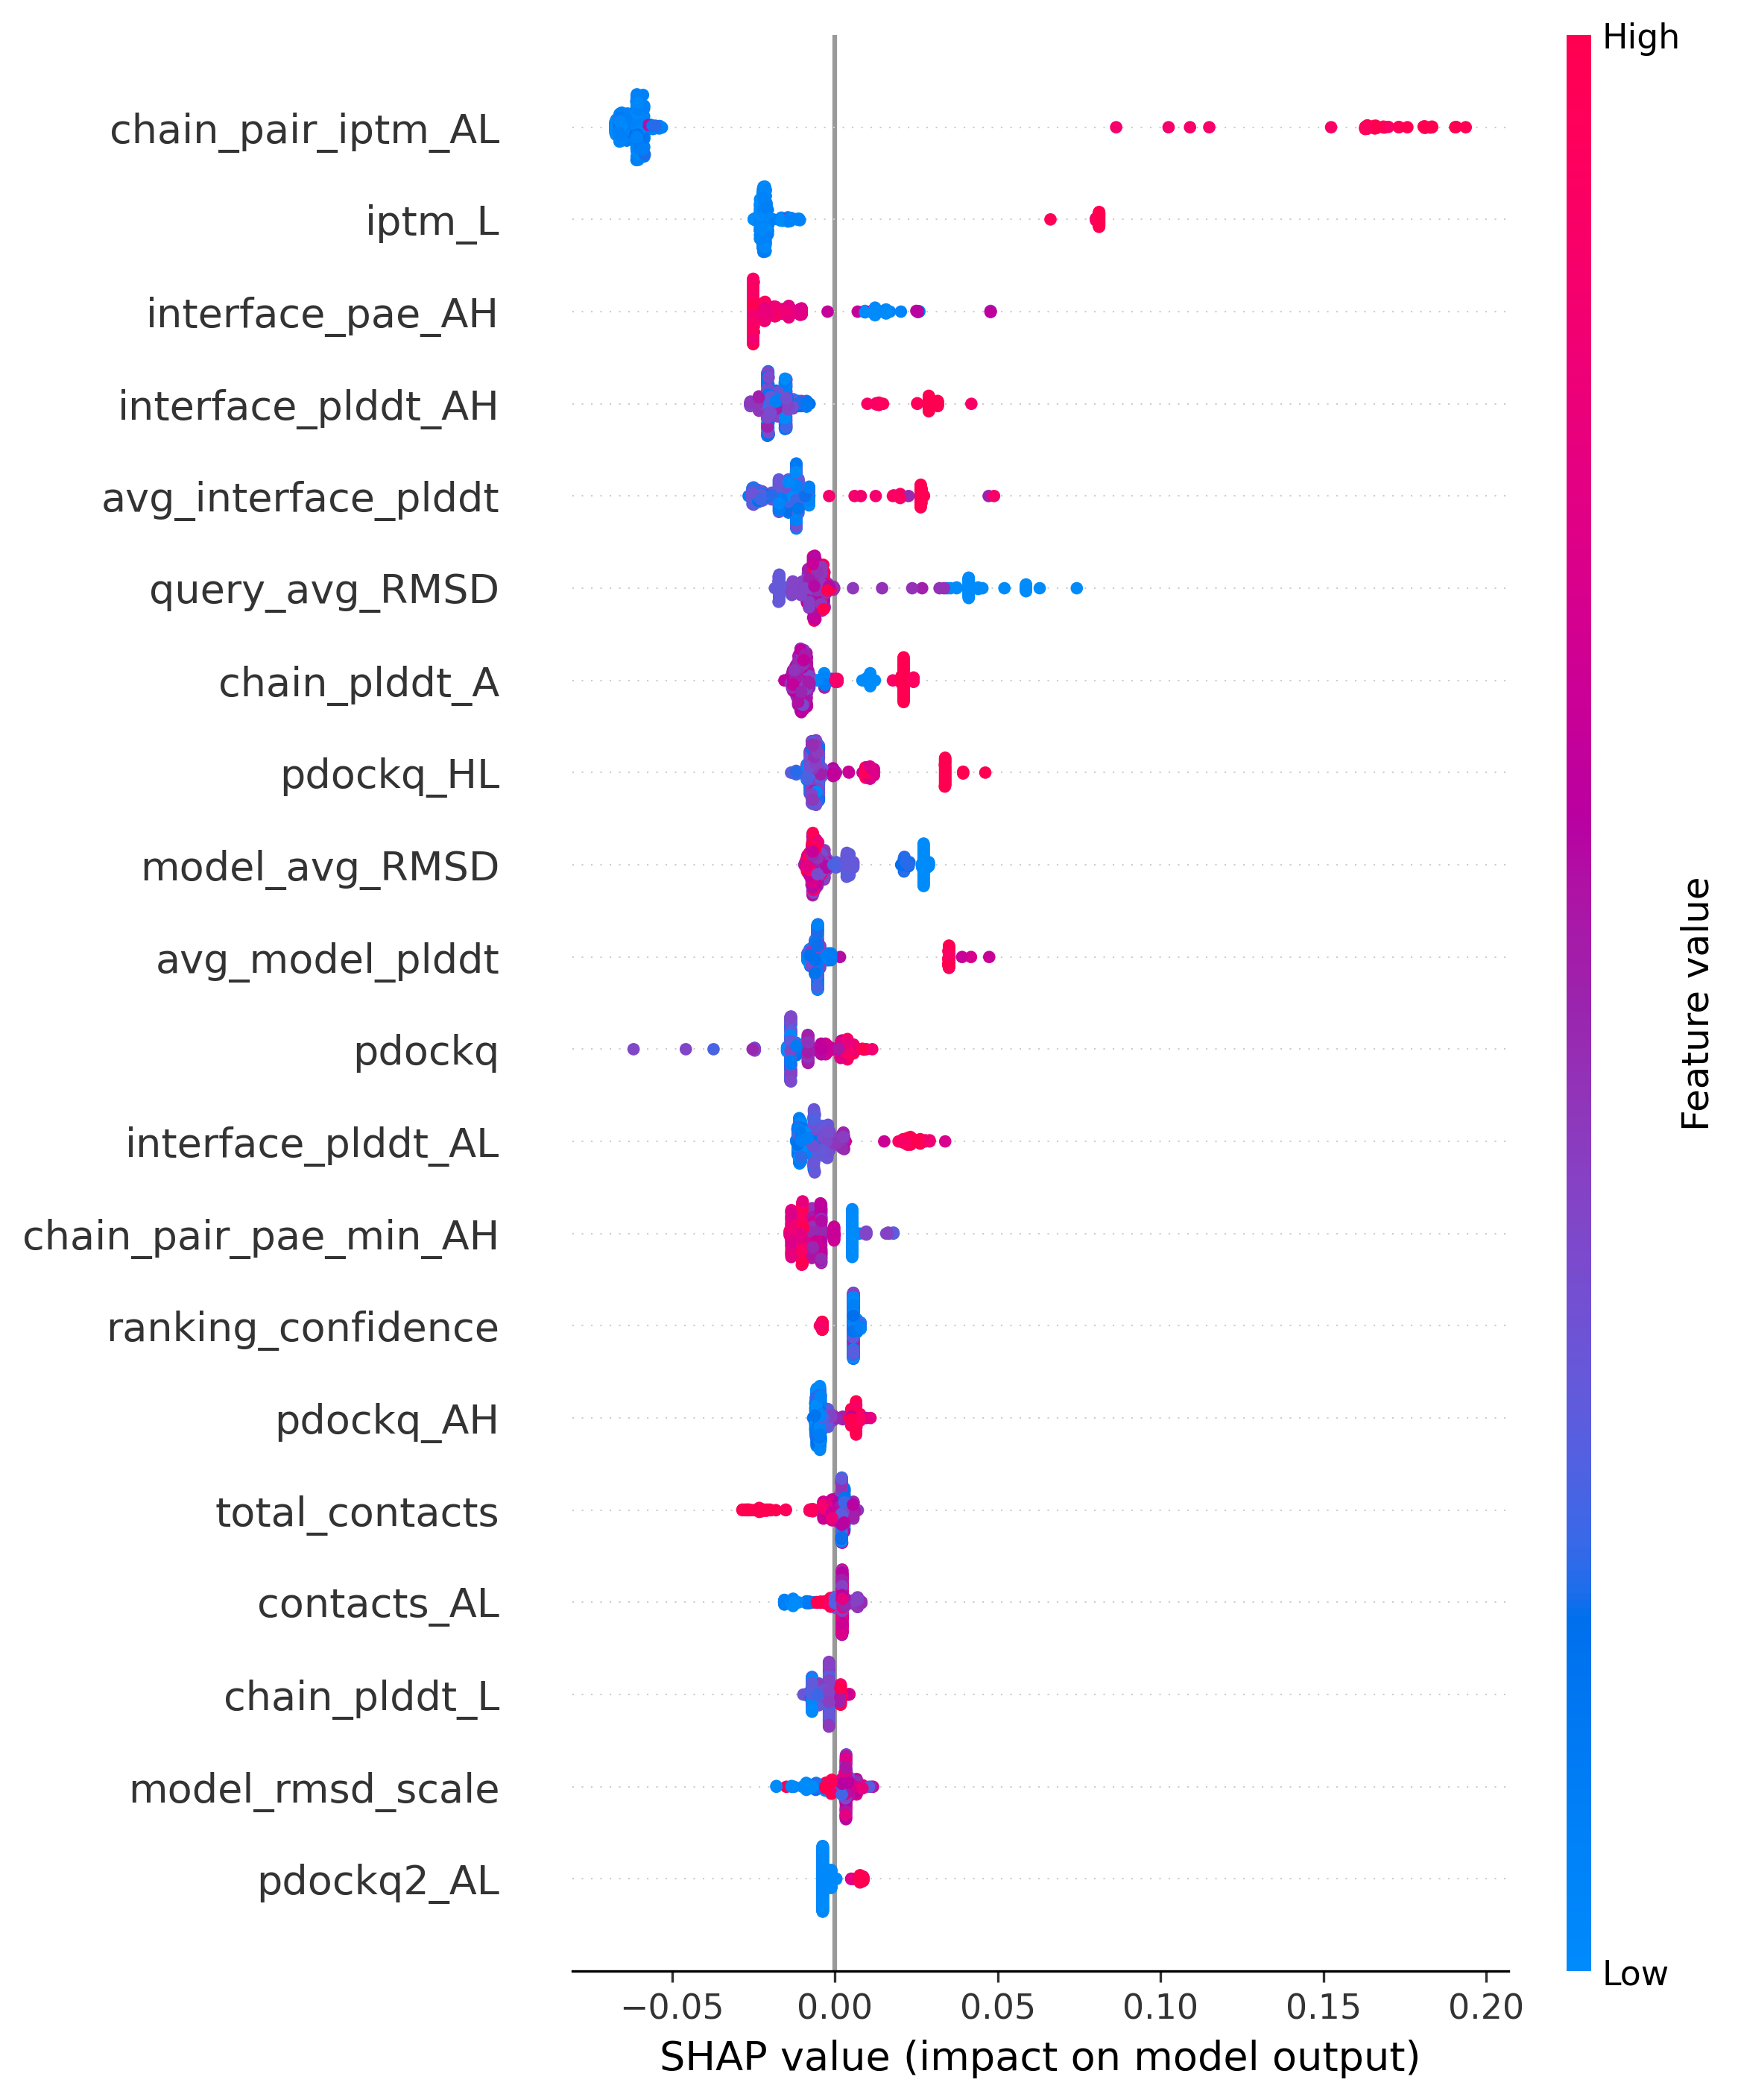 High
chain_pair_iptm_AL
iptm_L
interface_pae_AH
interface_plddt_AH
avg_interface_plddt
query_avg_RMSD
chain_plddt_A
pdockq_HL
model_avg_RMSD
avg_model_plddt
pdockq
interface_plddt_AL
chain_pair_pae_min_AH
ranking_confidence
pdockq_AH
total_contacts
contacts_AL
chain_plddt_L
model_rmsd_scale
pdockq2_AL
Feature value
Low
−0.05 0.00 0.05 0.10 0.15 0.20
SHAP value (impact on model output)